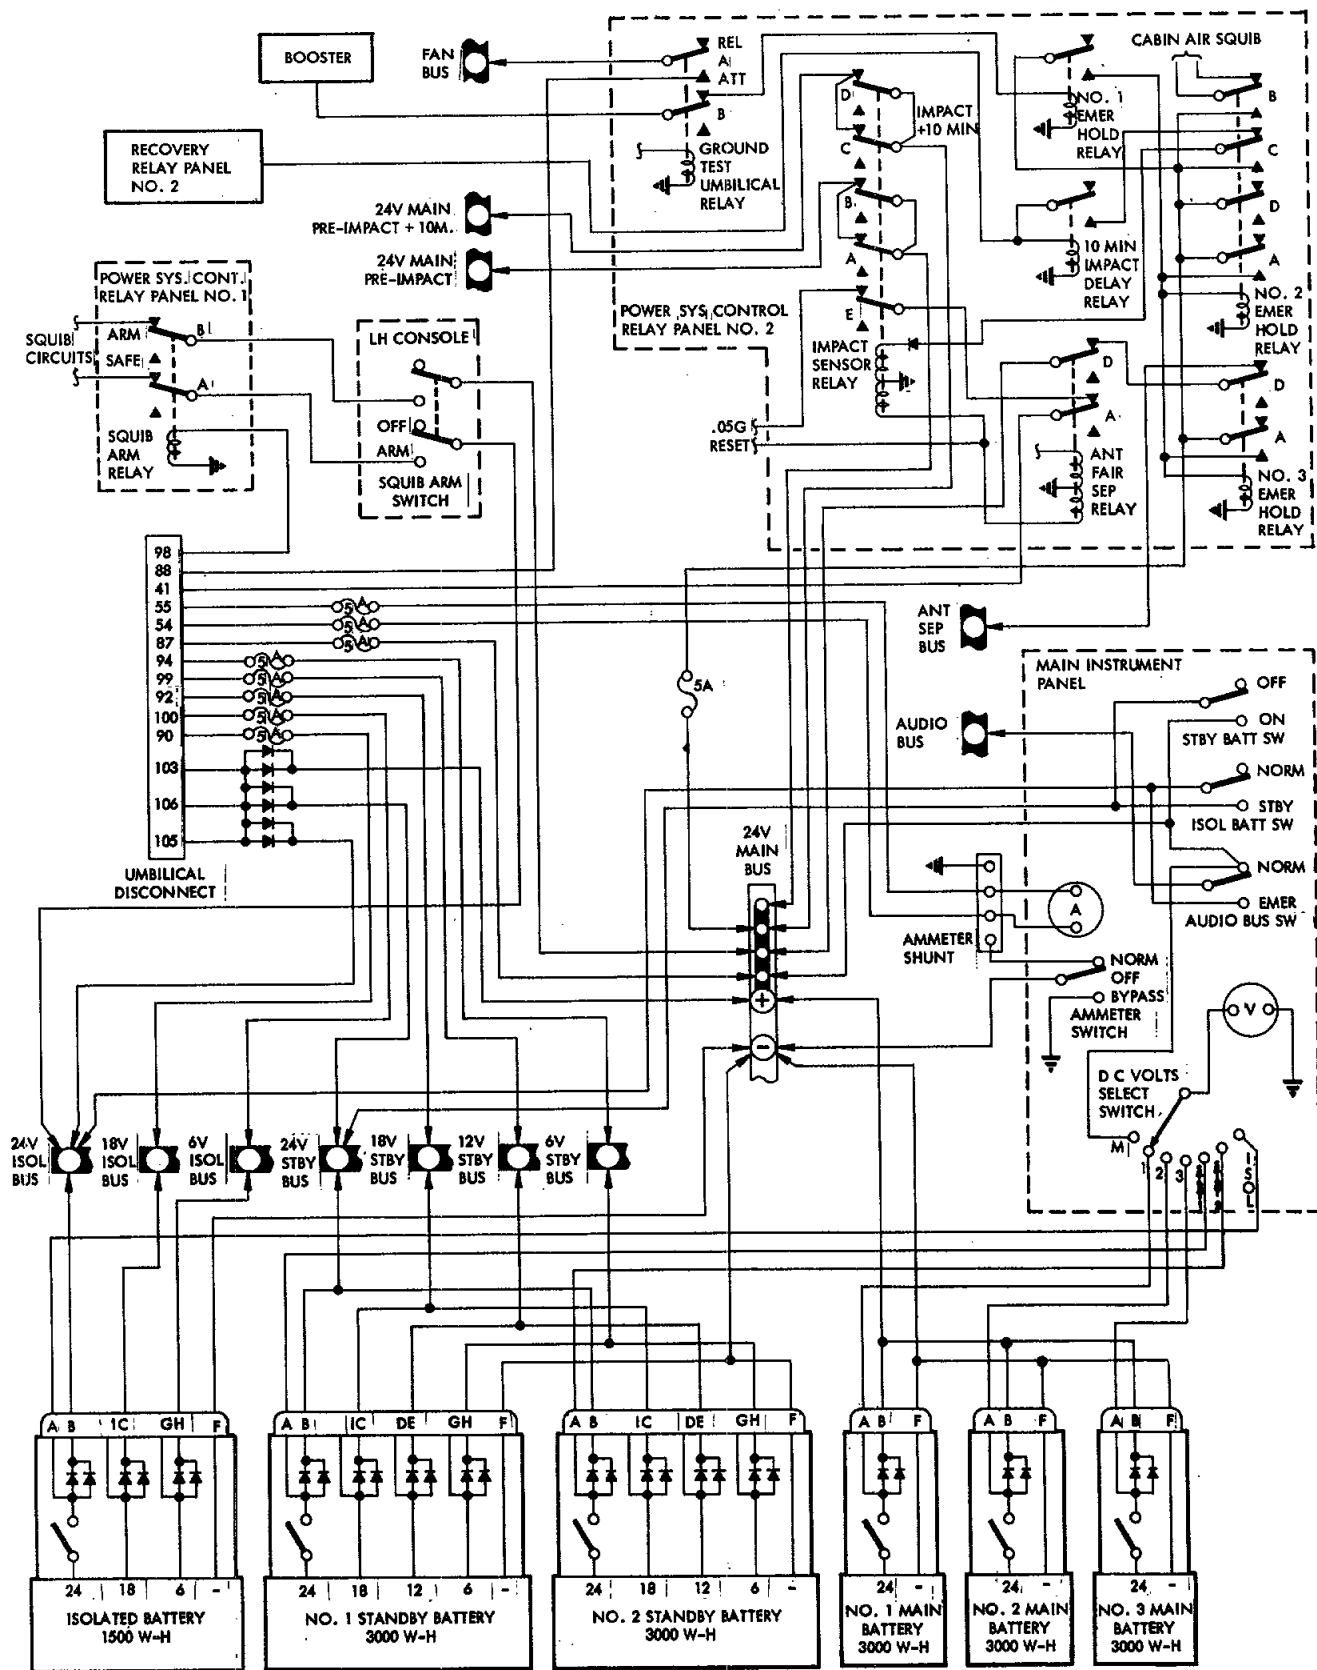 BOOSTER
FAN
BUS
REL
A
ATT
B
GROUND
TEST
UMBILICAL
RELAY
RECOVERY
RELAY PANEL
NO. 2
24V MAIN
PRE-IMPACT + 10M.
24V MAIN
PRE-IMPACT
D
C
B
A
E
IMPACT
+10 MIN
CABIN AIR SQUIB
NO. 1
EMER
HOLD
RELAY
B
C
D
A
10 MIN
IMPACT
DELAY
RELAY
NO. 2
EMER
HOLD
RELAY
POWER SYS CONTROL
RELAY PANEL NO. 2
IMPACT
SENSOR
RELAY
D
A
ANT
FAIR
SEP
RELAY
D
A
NO. 3
EMER
HOLD
RELAY
.05G
RESET
POWER SYS. CONT.
RELAY PANEL NO. 1
SQUIB
CIRCUITS
ARM
SAFE
B
A
SQUIB
ARM
RELAY
LH CONSOLE
OFF
ARM
SQUIB ARM
SWITCH
98
88
41
55
54
87
94
99
92
100
90
103
106
105
5A
5A
5A
5A
5A
5A
5A
5A
UMBILICAL
DISCONNECT
5A
ANT
SEP
BUS
AUDIO
BUS
MAIN INSTRUMENT
PANEL
OFF
ON
STBY BATT SW
NORM
STBY
ISOL BATT SW
NORM
EMER
AUDIO BUS SW
24V
MAIN
BUS
+
-
AMMETER
SHUNT
A
NORM
OFF
BYPASS
AMMETER
SWITCH
V
D C VOLTS
SELECT
SWITCH
M
1
2
3
ISOL
24V
ISOL
BUS
18V
ISOL
BUS
6V
ISOL
BUS
24V
STBY
BUS
18V
STBY
BUS
12V
STBY
BUS
6V
STBY
BUS
A B IC GH F
A B IC DE GH F
A B IC DE GH F
A B F
A B F
A B F
24 18 6 -
24 18 12 6 -
24 18 12 6 -
24 -
24 -
24 -
ISOLATED BATTERY
1500 W-H
NO. 1 STANDBY BATTERY
3000 W-H
NO. 2 STANDBY BATTERY
3000 W-H
NO. 1 MAIN
BATTERY
3000 W-H
NO. 2 MAIN
BATTERY
3000 W-H
NO. 3 MAIN
BATTERY
3000 W-H